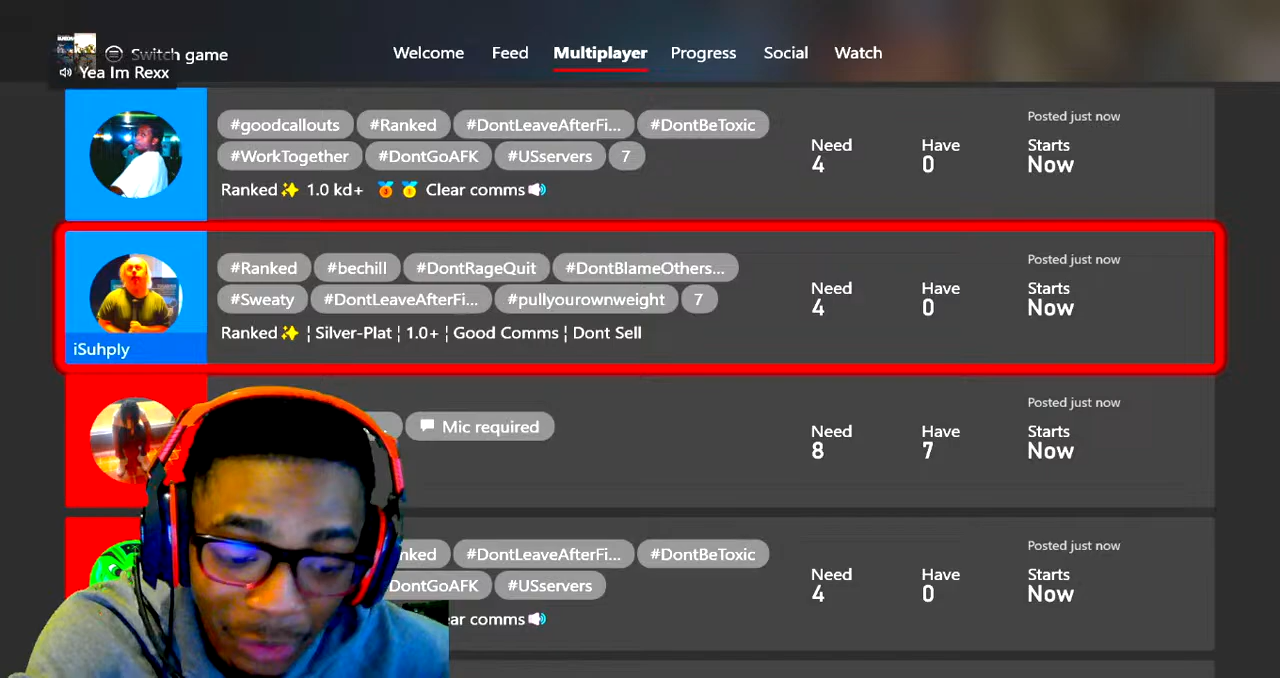 Switch game
Welcome Feed Multiplayer Progress Social Watch
Yea Im Rexx
#goodcallouts #Ranked #DontLeaveAfterFi... #DontBeToxic
#WorkTogether #DontGoAFK #USservers 7
Ranked✨ 1.0 kd+ 🥉🥇 Clear comms🔊
Need Have
4 0
Posted just now
Starts
Now
iSuhply
#Ranked #bechill #DontRageQuit #DontBlameOthers...
#Sweaty #DontLeaveAfterFi... #pullyourownweight 7
Ranked✨ ¦ Silver-Plat ¦ 1.0+ ¦ Good Comms ¦ Dont Sell
Need Have
4 0
Posted just now
Starts
Now
Mic required
Need Have
8 7
Posted just now
Starts
Now
#DontLeaveAfterFi... #DontBeToxic
DontGoAFK #USservers
comms🔊
Need Have
4 0
Posted just now
Starts
Now